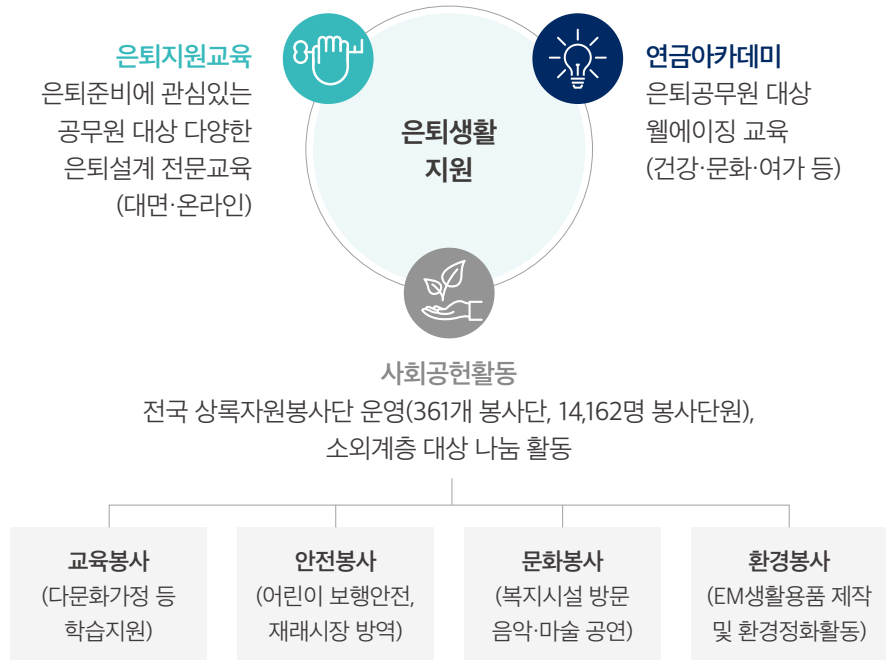 은퇴지원교육
은퇴준비에 관심있는
공무원 대상 다양한
은퇴설계 전문교육
(대면·온라인)
은퇴생활
지원
연금아카데미
은퇴공무원 대상
웰에이징 교육
(건강·문화·여가 등)
사회공헌활동
전국 상록자원봉사단 운영(361개 봉사단, 14,162명 봉사단원),
소외계층 대상 나눔 활동
교육봉사
(다문화가정 등
학습지원)
안전봉사
(어린이 보행안전,
재래시장 방역)
문화봉사
(복지시설 방문
음악·마술 공연)
환경봉사
(EM생활용품 제작
및 환경정화활동)